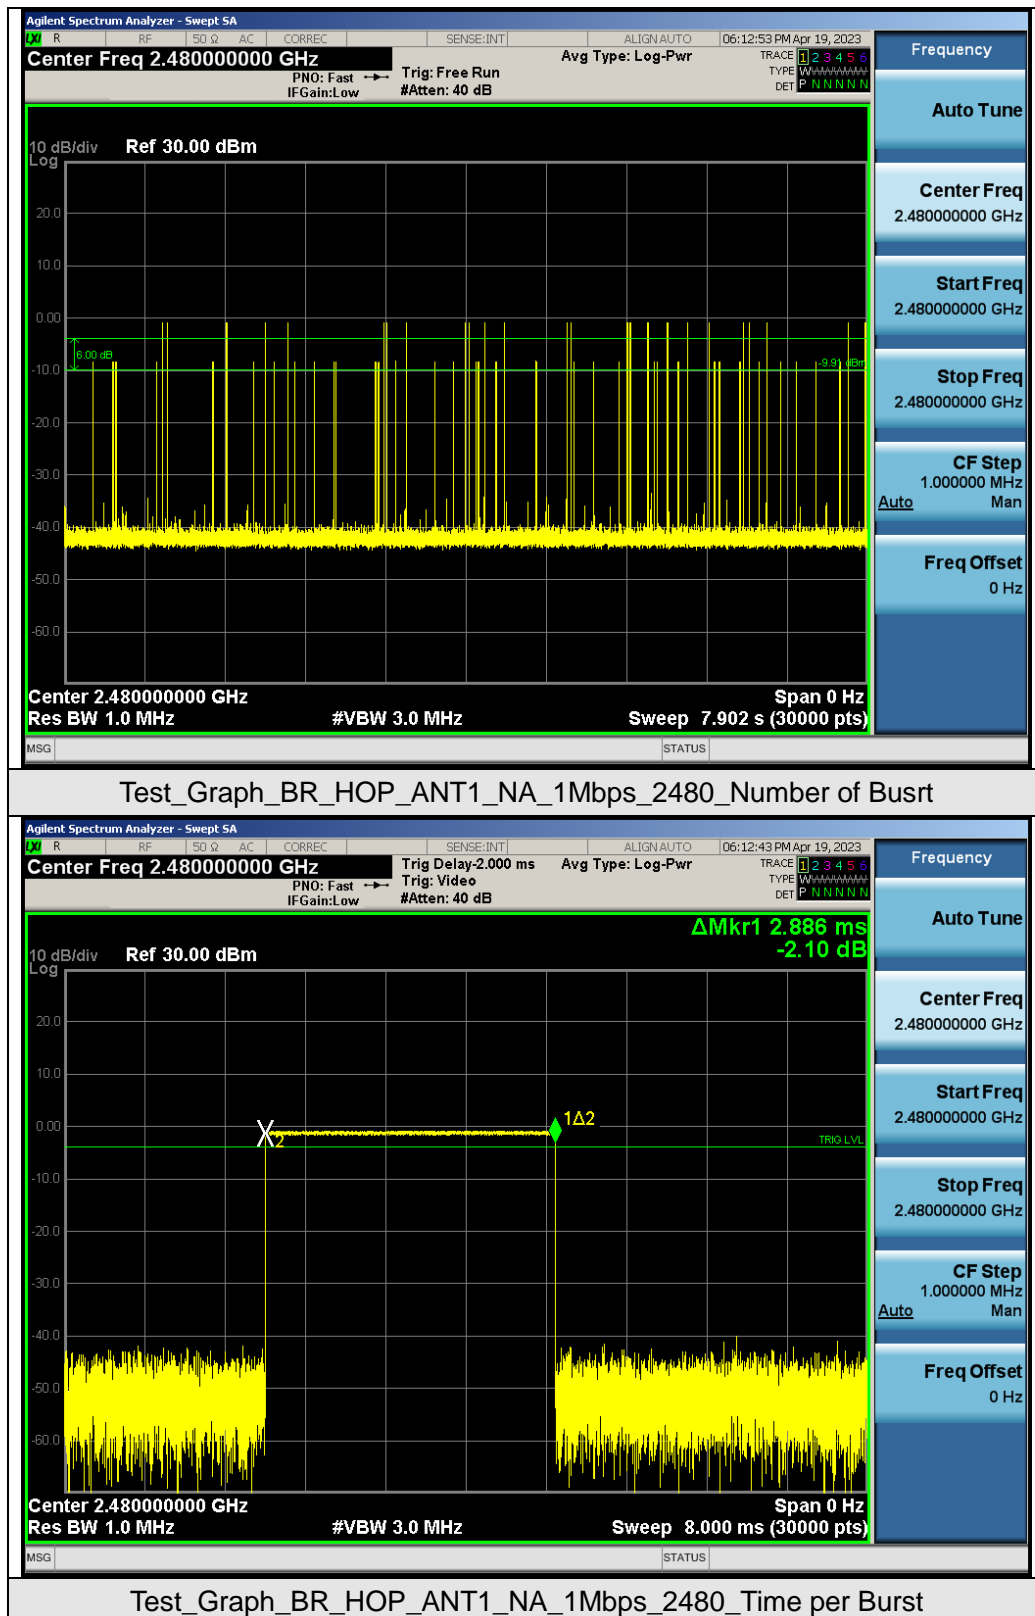 Agilent Spectrum Analyzer - Swept SA
LXI R RF 50 Ω AC CORREC SENSE:INT ALIGN AUTO 06:12:53 PM Apr 19, 2023
Center Freq 2.480000000 GHz
PNO: Fast
IFGain:Low
Trig: Free Run
#Atten: 40 dB
Avg Type: Log-Pwr
TRACE 1 2 3 4 5 6
TYPE W
DET P N N N N N
10 dB/div Ref 30.00 dBm
Log
20.0
10.0
0.00
6.00 dB
-9.91 dBm
-10.0
-20.0
-30.0
-40.0
-50.0
-60.0
Center 2.480000000 GHz Span 0 Hz
Res BW 1.0 MHz #VBW 3.0 MHz Sweep 7.902 s (30000 pts)
MSG STATUS
Frequency
Auto Tune
Center Freq
2.480000000 GHz
Start Freq
2.480000000 GHz
Stop Freq
2.480000000 GHz
CF Step
1.000000 MHz
Auto Man
Freq Offset
0 Hz
Test_Graph_BR_HOP_ANT1_NA_1Mbps_2480_Number of Busrt
Agilent Spectrum Analyzer - Swept SA
LXI R RF 50 Ω AC CORREC SENSE:INT ALIGN AUTO 06:12:43 PM Apr 19, 2023
Center Freq 2.480000000 GHz
PNO: Fast
IFGain:Low
Trig Delay-2.000 ms
Trig: Video
#Atten: 40 dB
Avg Type: Log-Pwr
TRACE 1 2 3 4 5 6
TYPE W
DET P N N N N N
ΔMkr1 2.886 ms
-2.10 dB
10 dB/div Ref 30.00 dBm
Log
20.0
10.0
0.00
X2
1Δ2
TRIG LVL
-10.0
-20.0
-30.0
-40.0
-50.0
-60.0
Center 2.480000000 GHz Span 0 Hz
Res BW 1.0 MHz #VBW 3.0 MHz Sweep 8.000 ms (30000 pts)
MSG STATUS
Frequency
Auto Tune
Center Freq
2.480000000 GHz
Start Freq
2.480000000 GHz
Stop Freq
2.480000000 GHz
CF Step
1.000000 MHz
Auto Man
Freq Offset
0 Hz
Test_Graph_BR_HOP_ANT1_NA_1Mbps_2480_Time per Burst